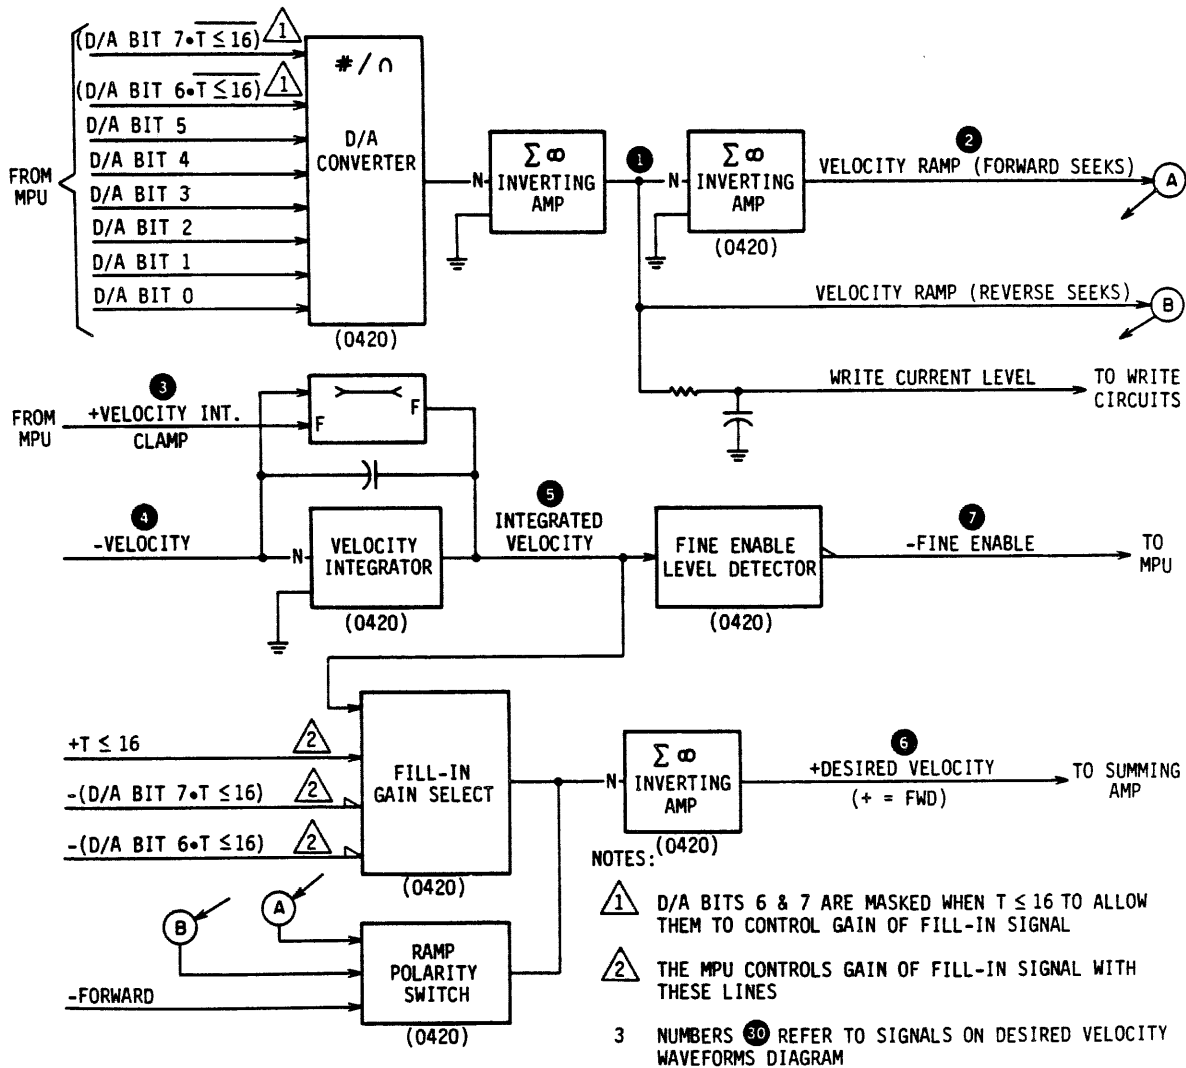 (D/A BIT 7•T ≤ 16) 1
(D/A BIT 6•T ≤ 16) 1
D/A BIT 5
D/A BIT 4
D/A BIT 3
D/A BIT 2
D/A BIT 1
D/A BIT 0
FROM
MPU
#/∩
D/A
CONVERTER
(0420)
N
∑ ∞
INVERTING
AMP
1
N
∑ ∞
INVERTING
AMP
(0420)
2
VELOCITY RAMP (FORWARD SEEKS)
A
VELOCITY RAMP (REVERSE SEEKS)
B
WRITE CURRENT LEVEL
TO WRITE
CIRCUITS
3
FROM
MPU
+VELOCITY INT.
CLAMP
F
F
4
-VELOCITY
N
VELOCITY
INTEGRATOR
(0420)
5
INTEGRATED
VELOCITY
FINE ENABLE
LEVEL DETECTOR
(0420)
7
-FINE ENABLE
TO
MPU
+T ≤ 16 2
-(D/A BIT 7•T ≤ 16) 2
-(D/A BIT 6•T ≤ 16) 2
FILL-IN
GAIN SELECT
(0420)
N
∑ ∞
INVERTING
AMP
(0420)
6
+DESIRED VELOCITY
(+ = FWD)
TO SUMMING
AMP
B
A
-FORWARD
RAMP
POLARITY
SWITCH
(0420)
NOTES:
1 D/A BITS 6 & 7 ARE MASKED WHEN T ≤ 16 TO ALLOW
THEM TO CONTROL GAIN OF FILL-IN SIGNAL
2 THE MPU CONTROLS GAIN OF FILL-IN SIGNAL WITH
THESE LINES
3 NUMBERS 30 REFER TO SIGNALS ON DESIRED VELOCITY
WAVEFORMS DIAGRAM